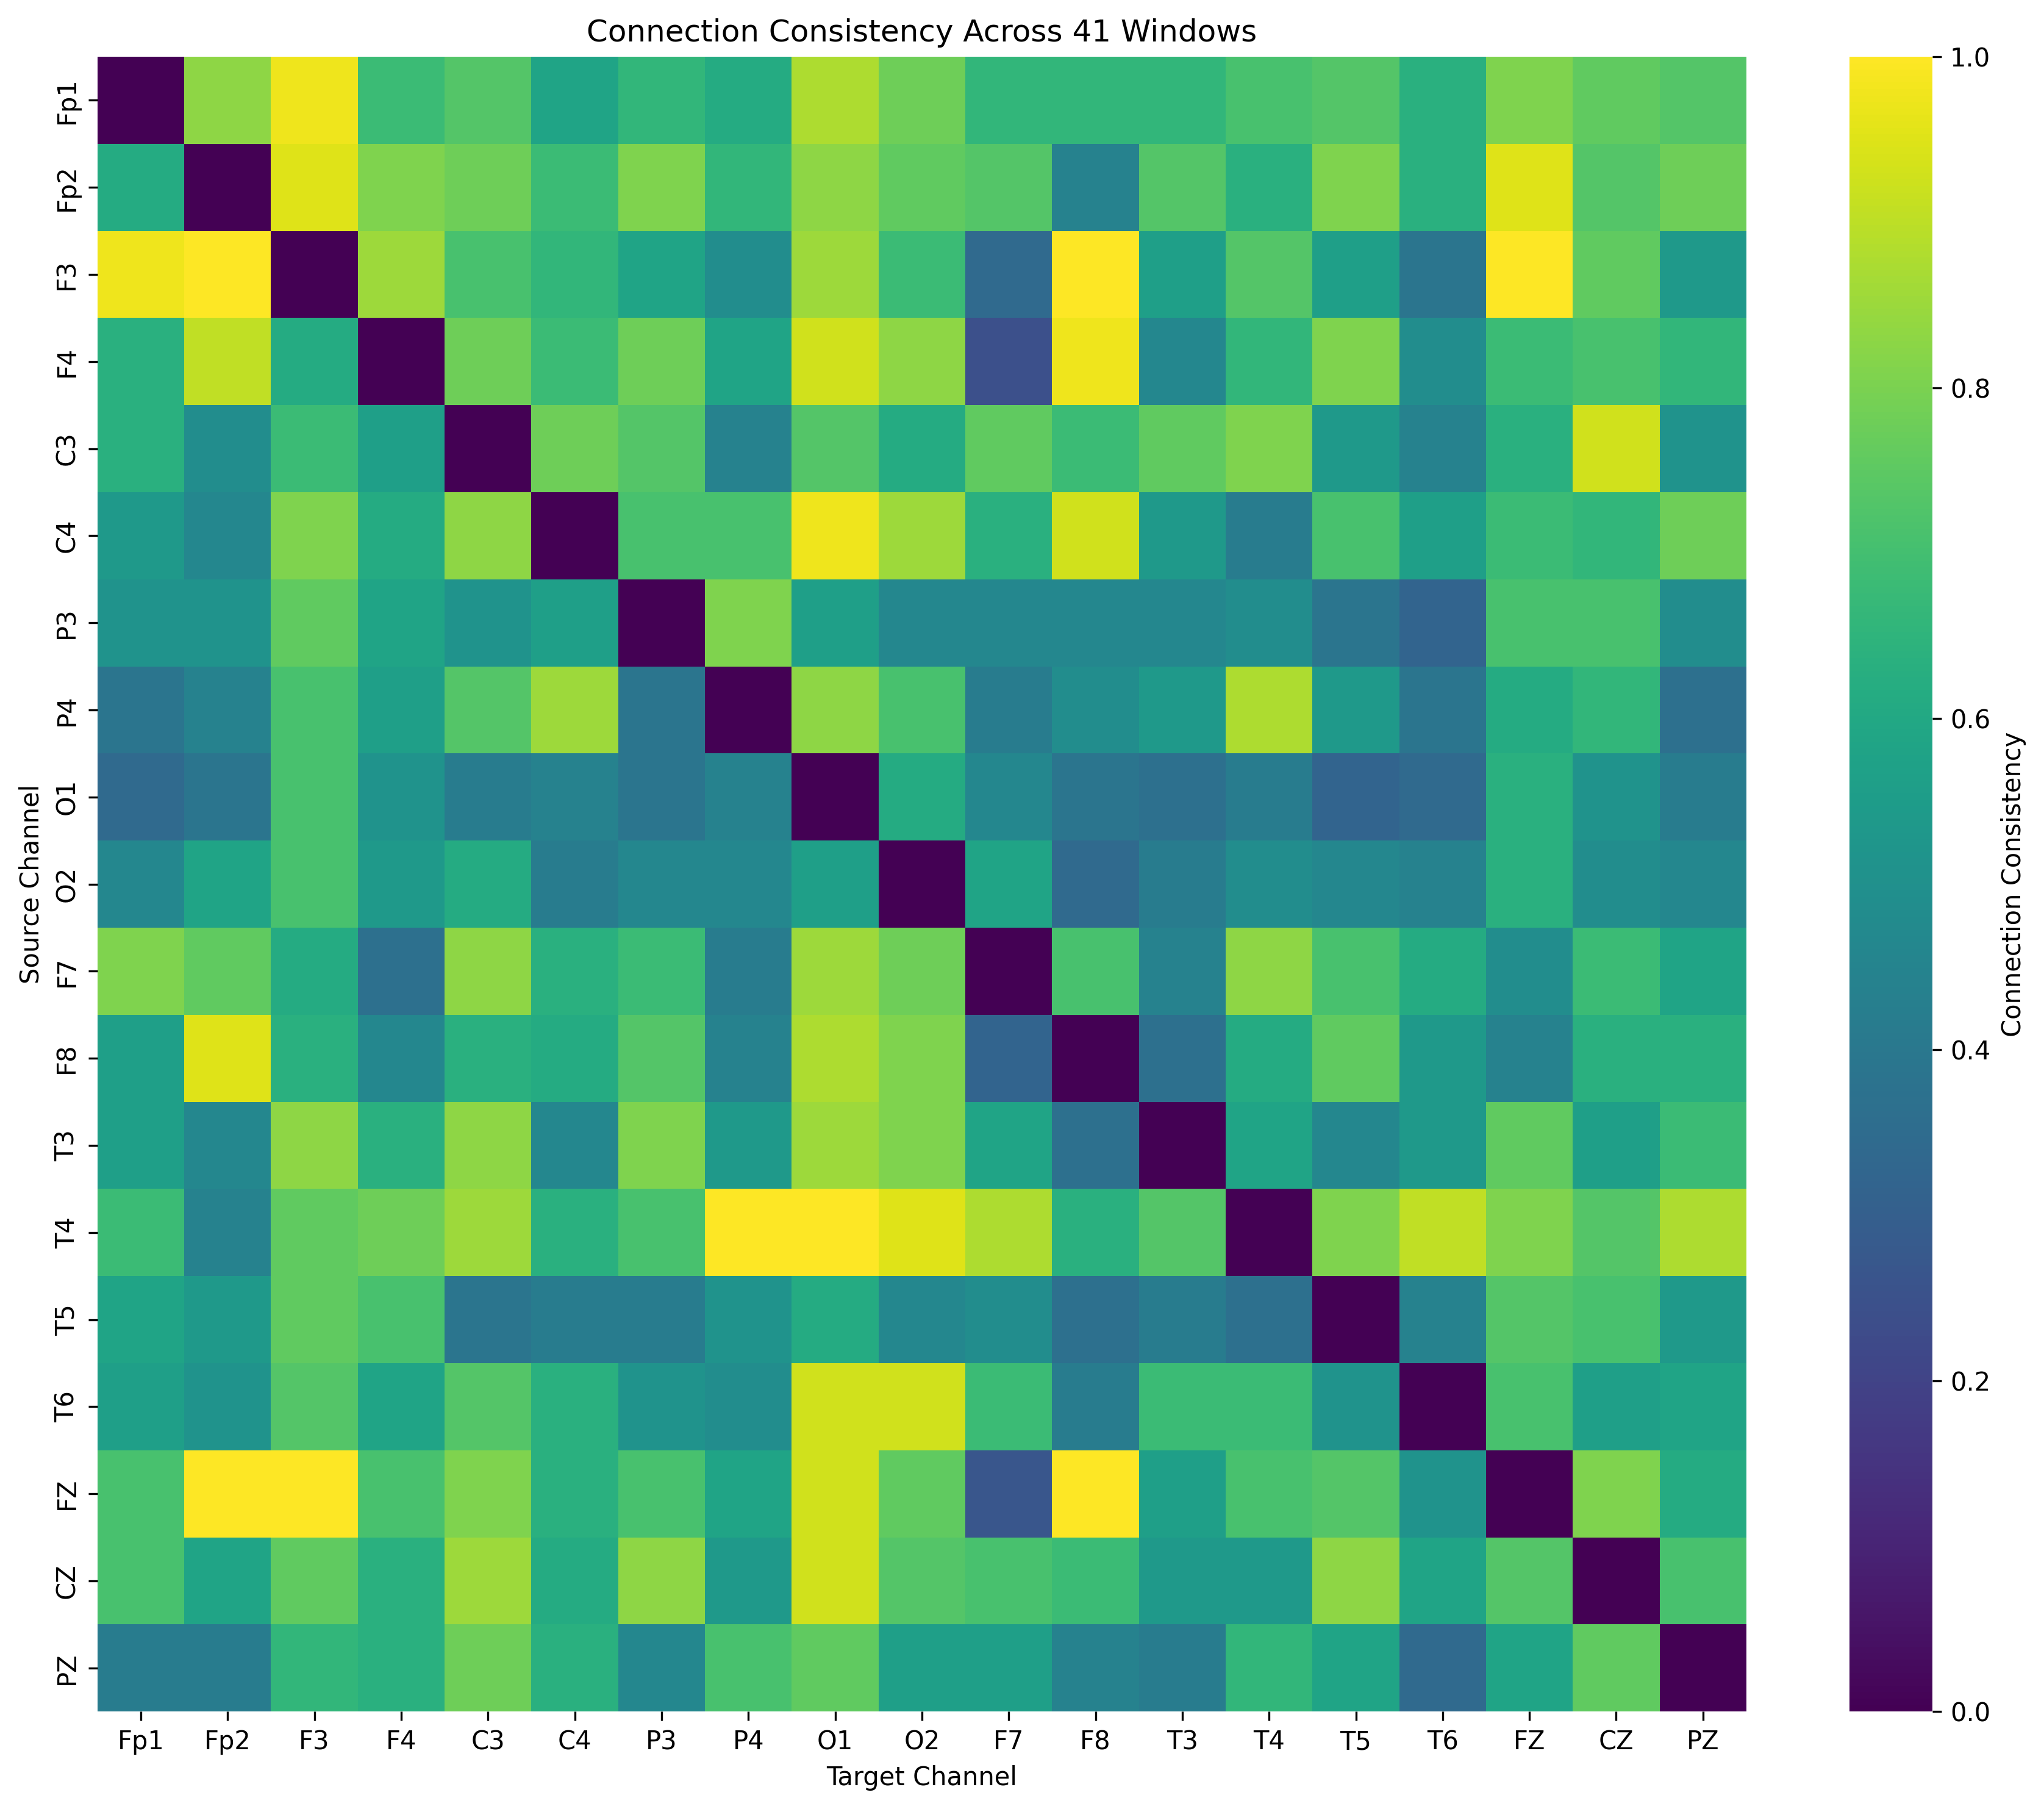 Connection Consistency Across 41 Windows
Source Channel
Fp1
Fp2
F3
F4
C3
C4
P3
P4
O1
O2
F7
F8
T3
T4
T5
T6
FZ
CZ
PZ
Fp1 Fp2 F3 F4 C3 C4 P3 P4 O1 O2 F7 F8 T3 T4 T5 T6 FZ CZ PZ
Target Channel
1.0
0.8
0.6
0.4
0.2
0.0
Connection Consistency